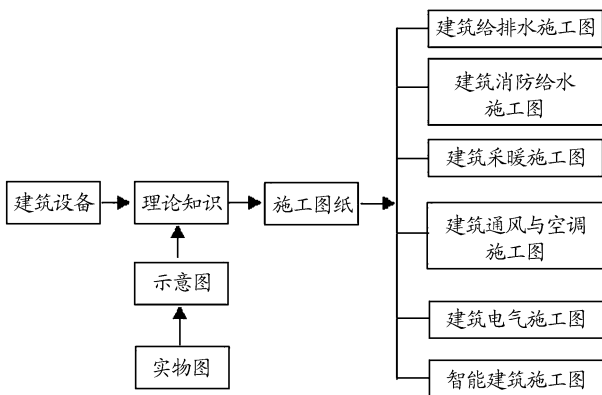 建筑设备
理论知识
示意图
实物图
施工图纸
建筑给排水施工图
建筑消防给水
施工图
建筑采暖施工图
建筑通风与空调
施工图
建筑电气施工图
智能建筑施工图